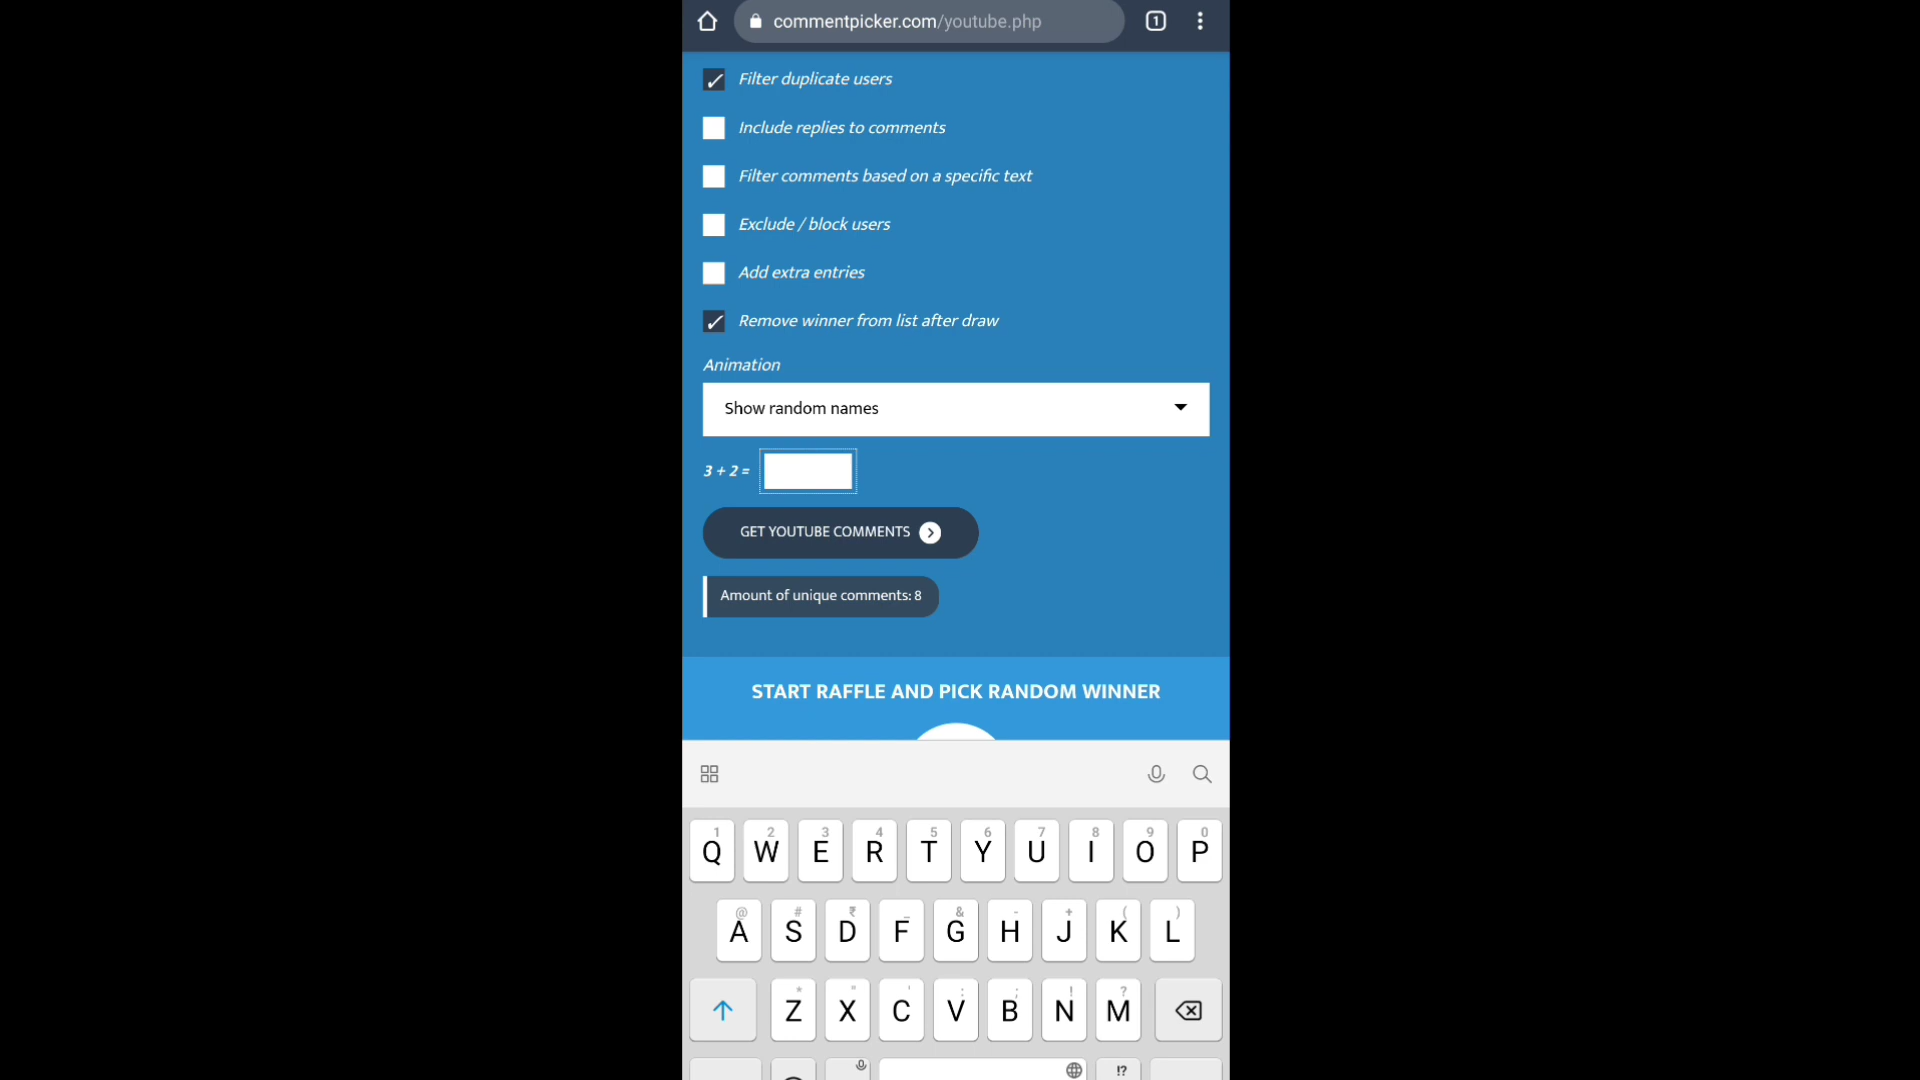 commentpicker.com/youtube.php
1
Filter duplicate users
Include replies to comments
Filter comments based on a specific text
Exclude / block users
Add extra entries
Remove winner from list after draw
Animation
Show random names
3 + 2 =
GET YOUTUBE COMMENTS
Amount of unique comments: 8
START RAFFLE AND PICK RANDOM WINNER
1 2 3 4 5 6 7 8 9 0
Q W E R T Y U I O P
@ # ₹ _ & - + ( )
A S D F G H J K L
* " ' : ; ! ?
Z X C V B N M
!?